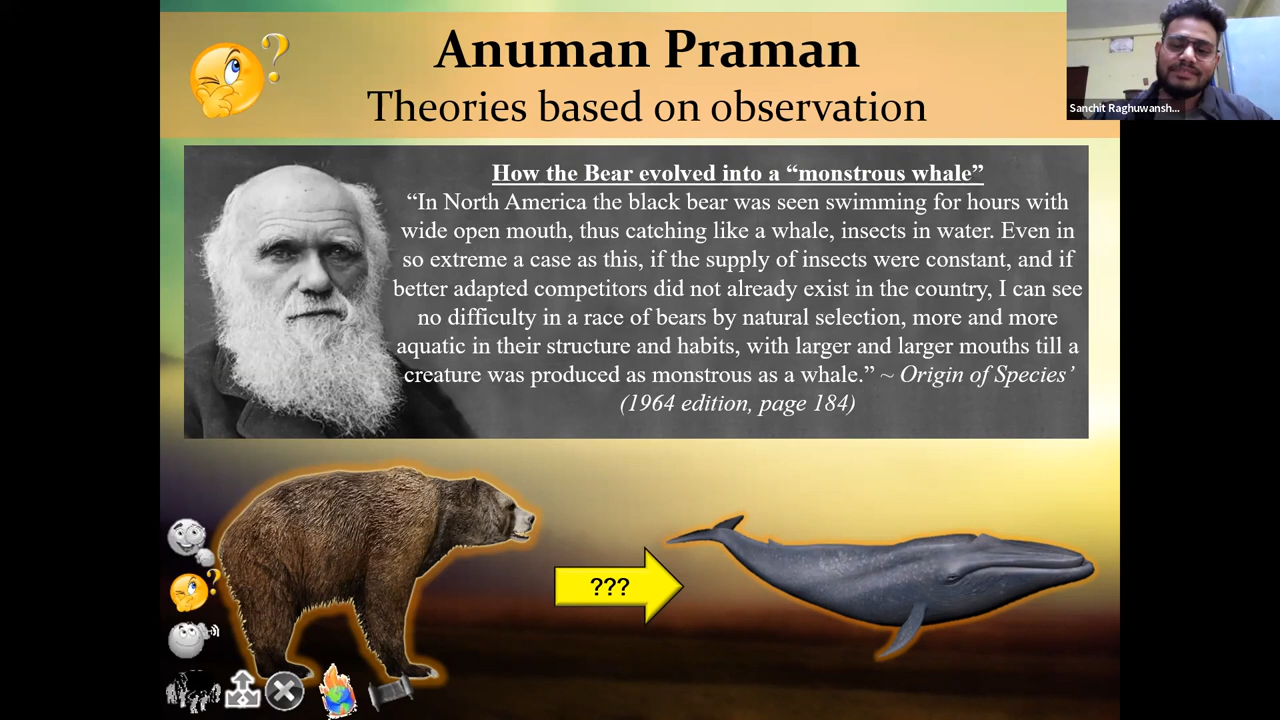 Anuman Praman
Theories based on observation
Sanchit Raghuwansh...
How the Bear evolved into a “monstrous whale”
“In North America the black bear was seen swimming for hours with
wide open mouth, thus catching like a whale, insects in water. Even in
so extreme a case as this, if the supply of insects were constant, and if
better adapted competitors did not already exist in the country, I can see
no difficulty in a race of bears by natural selection, more and more
aquatic in their structure and habits, with larger and larger mouths till a
creature was produced as monstrous as a whale.” ~ Origin of Species’
(1964 edition, page 184)
???